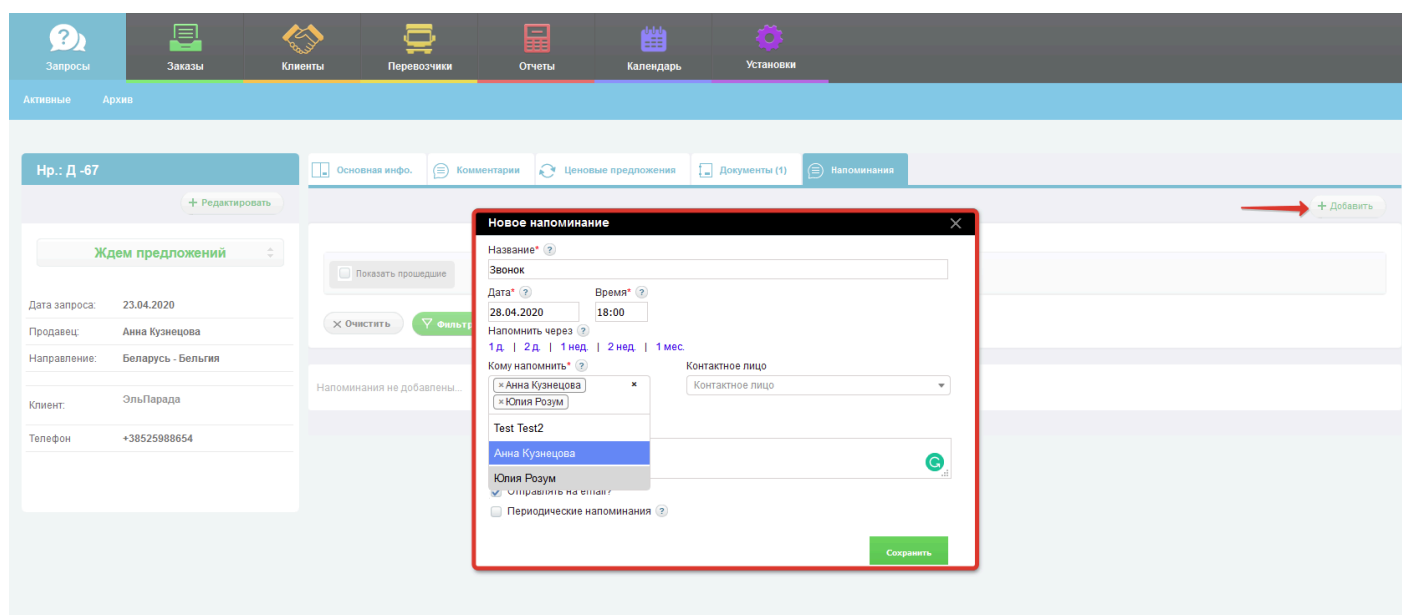 Запросы Заказы Клиенты Перевозчики Отчеты Календарь Установки
Активные Архив
Нр.: Д -67
Основная инфо. Комментарии Ценовые предложения Документы (1) Напоминания
+ Редактировать
+ Добавить
Ждем предложений
Дата запроса: 23.04.2020
Продавец: Анна Кузнецова
Направление: Беларусь - Бельгия
Клиент: ЭльПарада
Телефон +38525988654
Показать прошедшие
× Очистить
Фильтр
Напоминания не добавлены...
Новое напоминание ×
Название* ?
Звонок
Дата* ? Время* ?
28.04.2020 18:00
Напомнить через ?
1 д. | 2 д. | 1 нед. | 2 нед. | 1 мес.
Кому напомнить* ? Контактное лицо
× Анна Кузнецова × Контактное лицо
× Юлия Розум
Test Test2
Анна Кузнецова
Юлия Розум
Отправлять на email?
Периодические напоминания ?
Сохранить